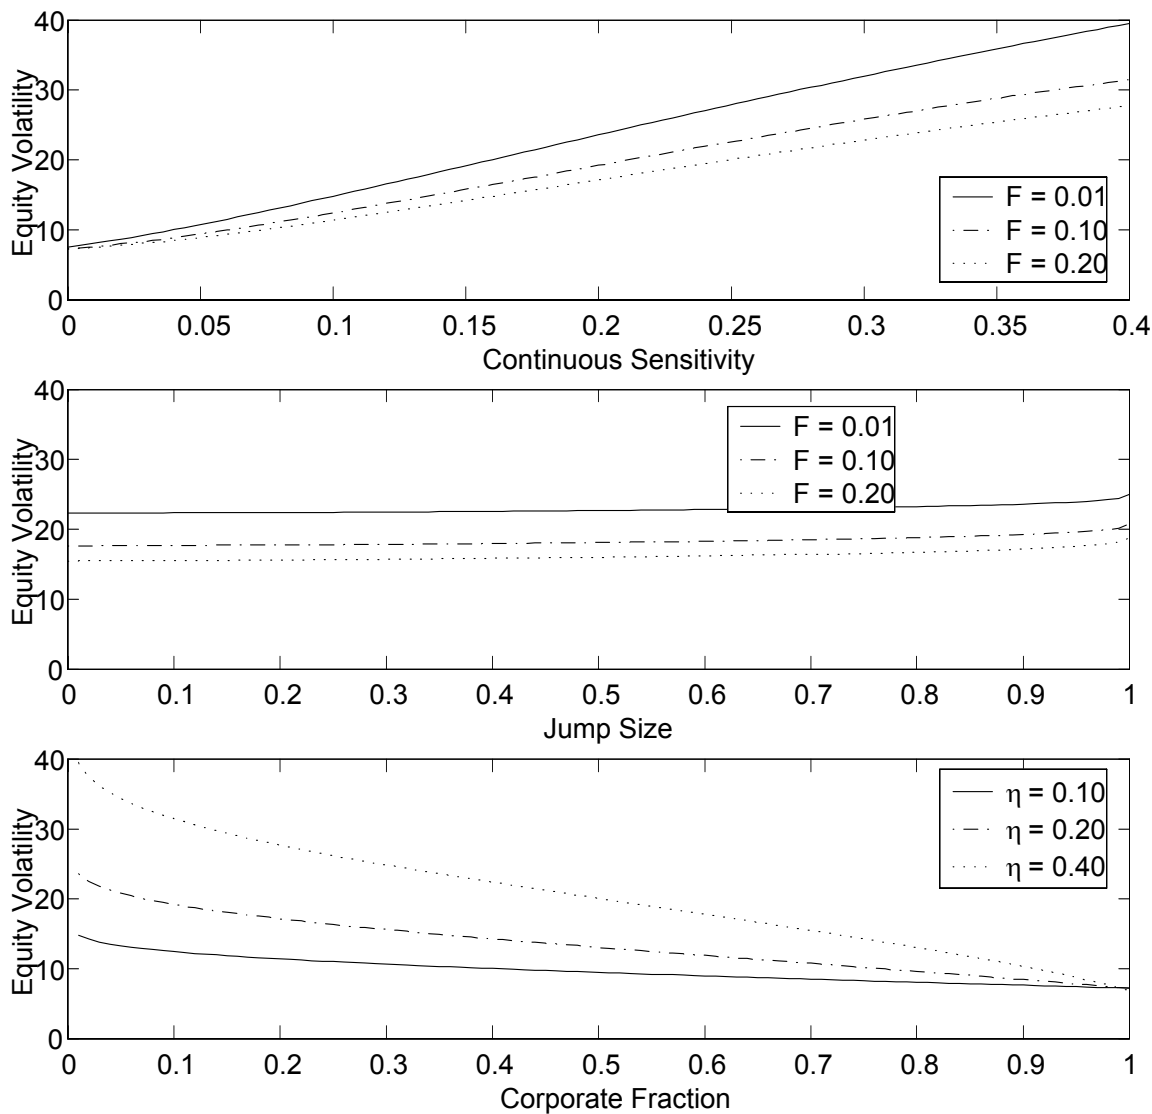 40
30
20
10
0
Equity Volatility
F = 0.01
F = 0.10
F = 0.20
0 0.05 0.1 0.15 0.2 0.25 0.3 0.35 0.4
Continuous Sensitivity
40
30
20
10
0
Equity Volatility
F = 0.01
F = 0.10
F = 0.20
0 0.1 0.2 0.3 0.4 0.5 0.6 0.7 0.8 0.9 1
Jump Size
40
30
20
10
0
Equity Volatility
η = 0.10
η = 0.20
η = 0.40
0 0.1 0.2 0.3 0.4 0.5 0.6 0.7 0.8 0.9 1
Corporate Fraction